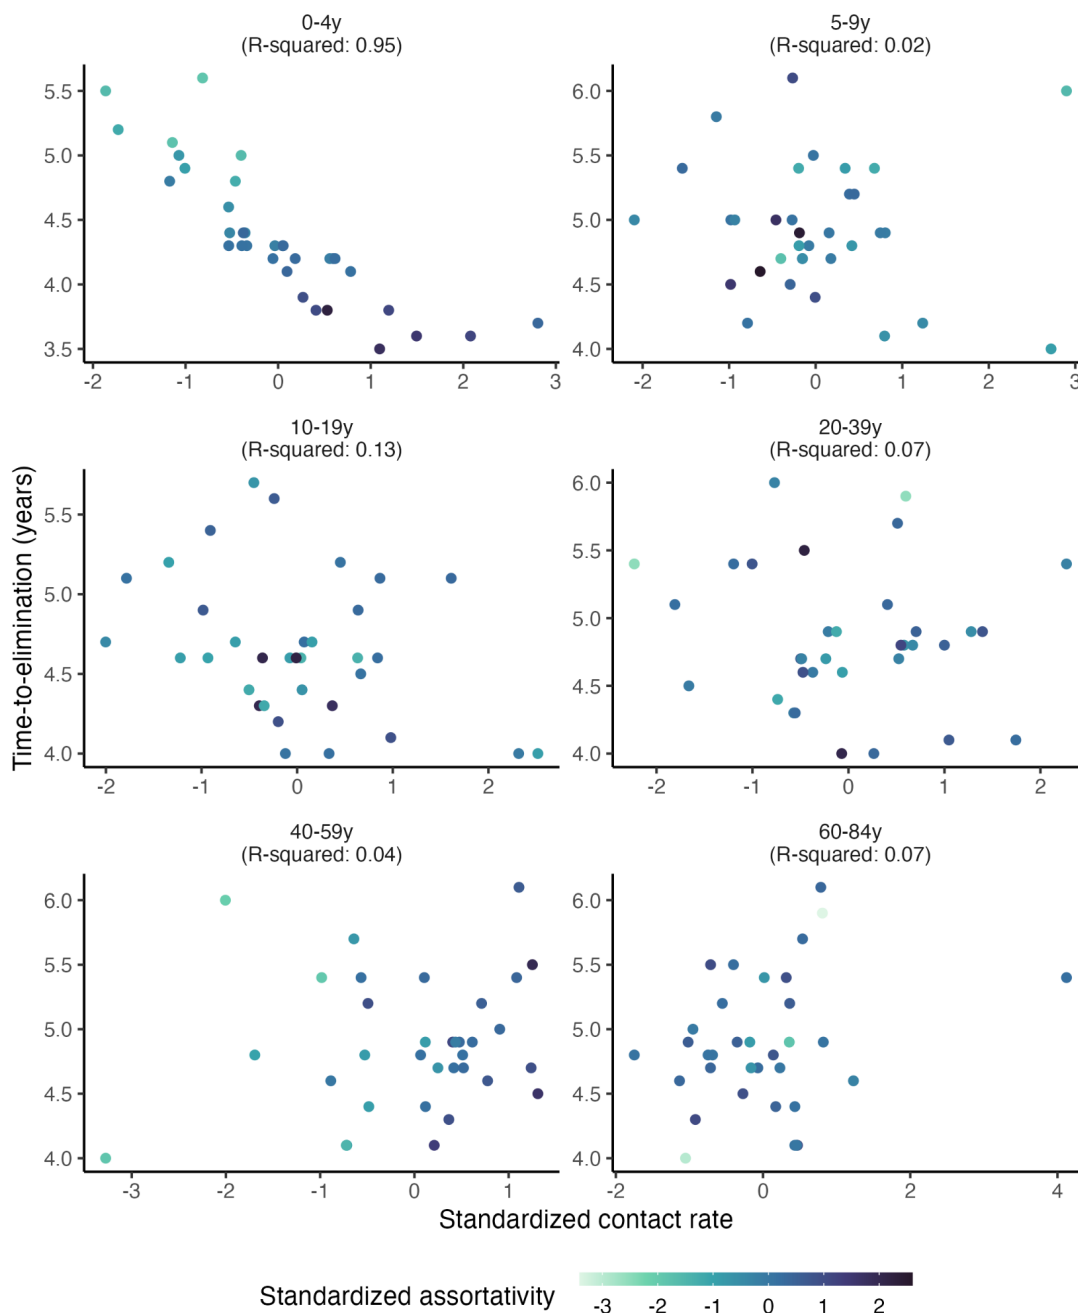 0-4y
(R-squared: 0.95)
5.5
5.0
4.5
4.0
3.5
-2 -1 0 1 2 3
5-9y
(R-squared: 0.02)
6.0
5.5
5.0
4.5
4.0
-2 -1 0 1 2 3
10-19y
(R-squared: 0.13)
5.5
5.0
4.5
4.0
-2 -1 0 1 2
20-39y
(R-squared: 0.07)
6.0
5.5
5.0
4.5
4.0
-2 -1 0 1 2
Time-to-elimination (years)
40-59y
(R-squared: 0.04)
6.0
5.5
5.0
4.5
4.0
-3 -2 -1 0 1
60-84y
(R-squared: 0.07)
6.0
5.5
5.0
4.5
4.0
-2 0 2 4
Standardized contact rate
Standardized assortativity
-3 -2 -1 0 1 2